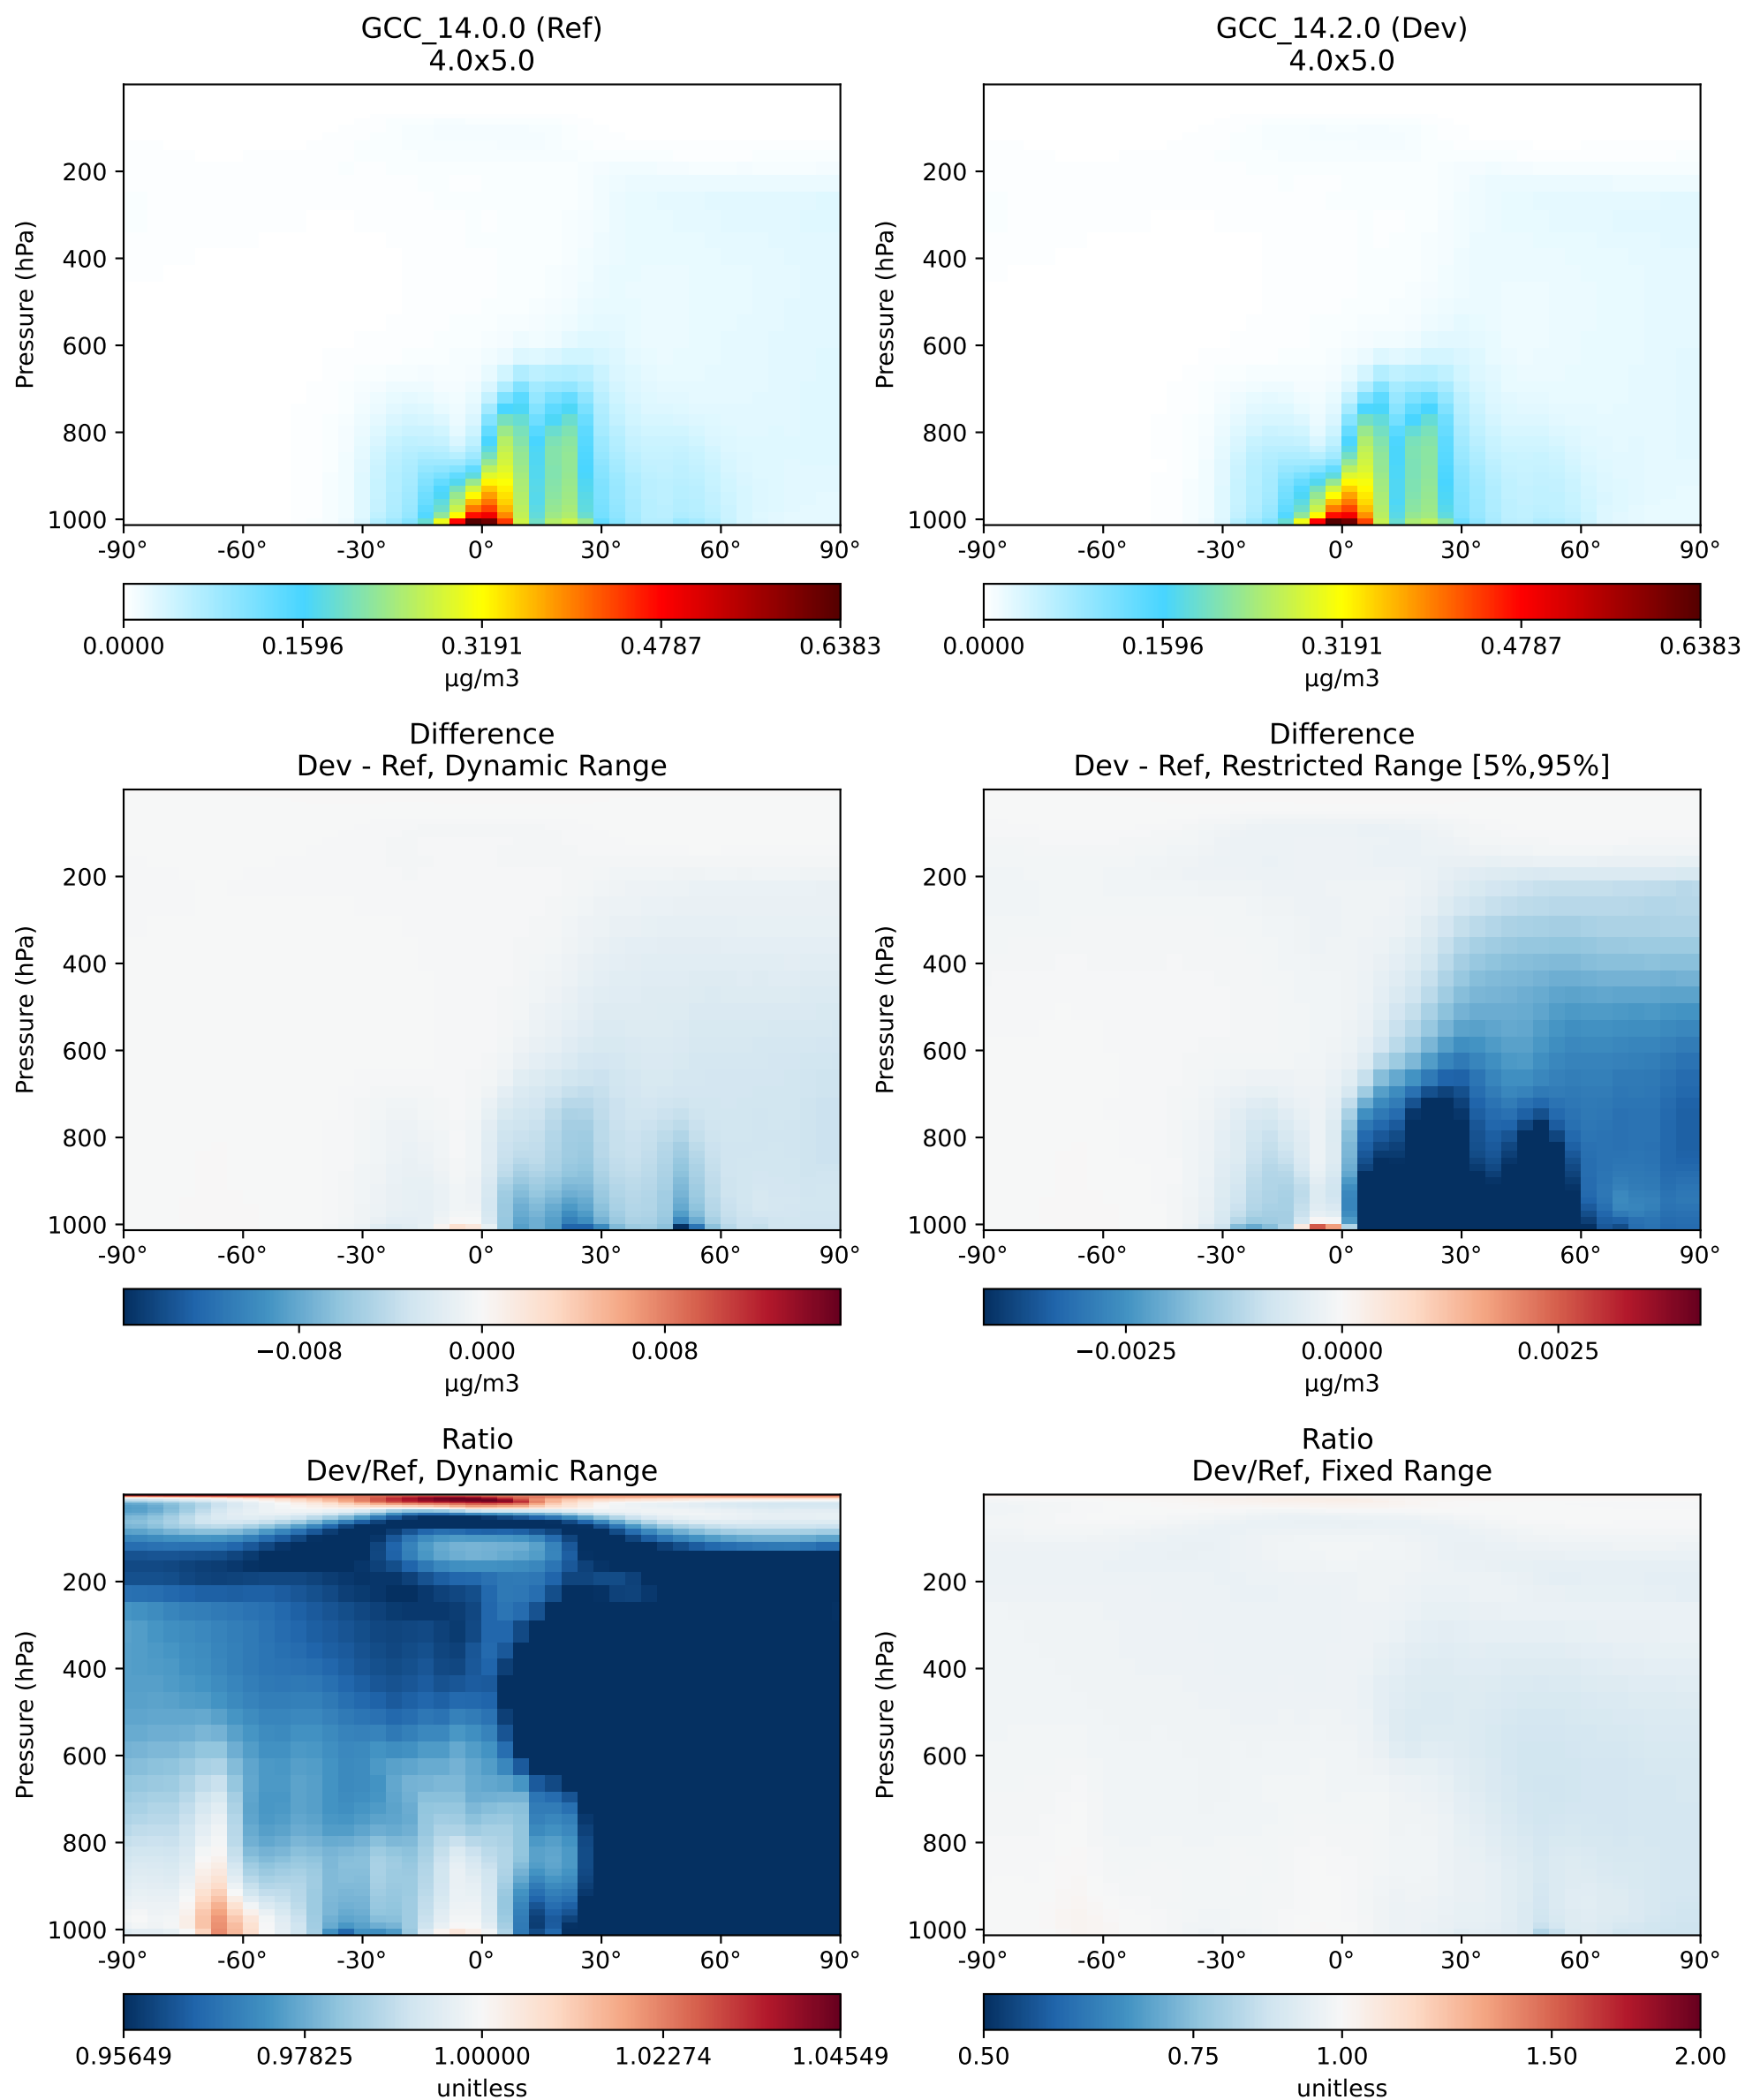 GCC_14.0.0 (Ref)
4.0x5.0
Pressure (hPa)
200
400
600
800
1000
-90° -60° -30° 0° 30° 60° 90°
0.0000 0.1596 0.3191 0.4787 0.6383
μg/m3
GCC_14.2.0 (Dev)
4.0x5.0
Pressure (hPa)
200
400
600
800
1000
-90° -60° -30° 0° 30° 60° 90°
0.0000 0.1596 0.3191 0.4787 0.6383
μg/m3
Difference
Dev - Ref, Dynamic Range
Pressure (hPa)
200
400
600
800
1000
-90° -60° -30° 0° 30° 60° 90°
−0.008 0.000 0.008
μg/m3
Difference
Dev - Ref, Restricted Range [5%,95%]
Pressure (hPa)
200
400
600
800
1000
-90° -60° -30° 0° 30° 60° 90°
−0.0025 0.0000 0.0025
μg/m3
Ratio
Dev/Ref, Dynamic Range
Pressure (hPa)
200
400
600
800
1000
-90° -60° -30° 0° 30° 60° 90°
0.95649 0.97825 1.00000 1.02274 1.04549
unitless
Ratio
Dev/Ref, Fixed Range
Pressure (hPa)
200
400
600
800
1000
-90° -60° -30° 0° 30° 60° 90°
0.50 0.75 1.00 1.50 2.00
unitless